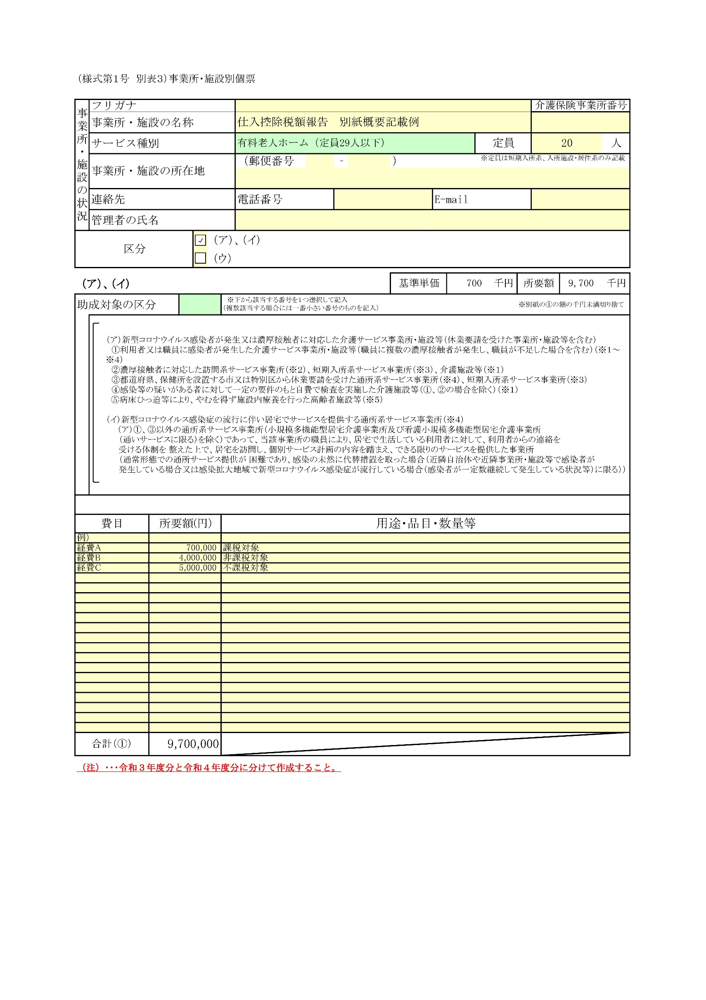 （様式第1号　別表3）事業所・施設別個票
事業所・施設の状況
フリガナ
介護保険事業所番号
事業所・施設の名称
仕入控除税額報告　別紙概要記載例
サービス種別
有料老人ホーム（定員29人以下）
定員
20
人
事業所・施設の所在地
（郵便番号
-
）
※定員は短期入所系、入所施設・居住系のみ記載
連絡先
電話番号
E-mail
管理者の氏名
区分
✓
（ア）、（イ）
（ウ）
（ア）、（イ）
基準単価
700　千円
所要額
9,700　千円
助成対象の区分
※下から該当する番号を1つ選択して記入
（複数該当する場合には一番小さい番号のものを記入）
※別紙の①の額の千円未満切り捨て
（ア）新型コロナウイルス感染者が発生又は濃厚接触者に対応した介護サービス事業所・施設等（休業要請を受けた事業所・施設等を含む）
①利用者又は職員に感染者が発生した介護サービス事業所・施設等（職員に複数の濃厚接触者が発生し、職員が不足した場合を含む）（※1～
※4）
②濃厚接触者に対応した訪問系サービス事業所（※2）、短期入所系サービス事業所（※3）、介護施設等（※1）
③都道府県、保健所を設置する市又は特別区から休業要請を受けた通所系サービス事業所（※4）、短期入所系サービス事業所（※3）
④感染等の疑いがある者に対して一定の要件のもと自費で検査を実施した介護施設等（①、②の場合を除く）（※1）
⑤病床ひっ迫等により、やむを得ず施設内療養を行った高齢者施設等（※5）
（イ）新型コロナウイルス感染症の流行に伴い居宅でサービスを提供する通所系サービス事業所（※4）
（ア）①、③以外の通所系サービス事業所（小規模多機能型居宅介護事業所及び看護小規模多機能型居宅介護事業所
（通いサービスに限る）を除く）であって、当該事業所の職員により、居宅で生活している利用者に対して、利用者からの連絡を
受ける体制を 整えた上で、居宅を訪問し、個別サービス計画の内容を踏まえ、できる限りのサービスを提供した事業所
（通常形態での通所サービス提供が 困難であり、感染の未然に代替措置を取った場合（近隣自治体や近隣事業所・施設等で感染者が
発生している場合又は感染拡大地域で新型コロナウイルス感染症が流行している場合（感染者が一定数継続して発生している状況等）に限る））
費目
所要額(円)
用途・品目・数量等
例）
経費A
700,000
課税対象
経費B
4,000,000
非課税対象
経費C
5,000,000
不課税対象
合計（①）
9,700,000
（注）・・・令和３年度分と令和４年度分に分けて作成すること。